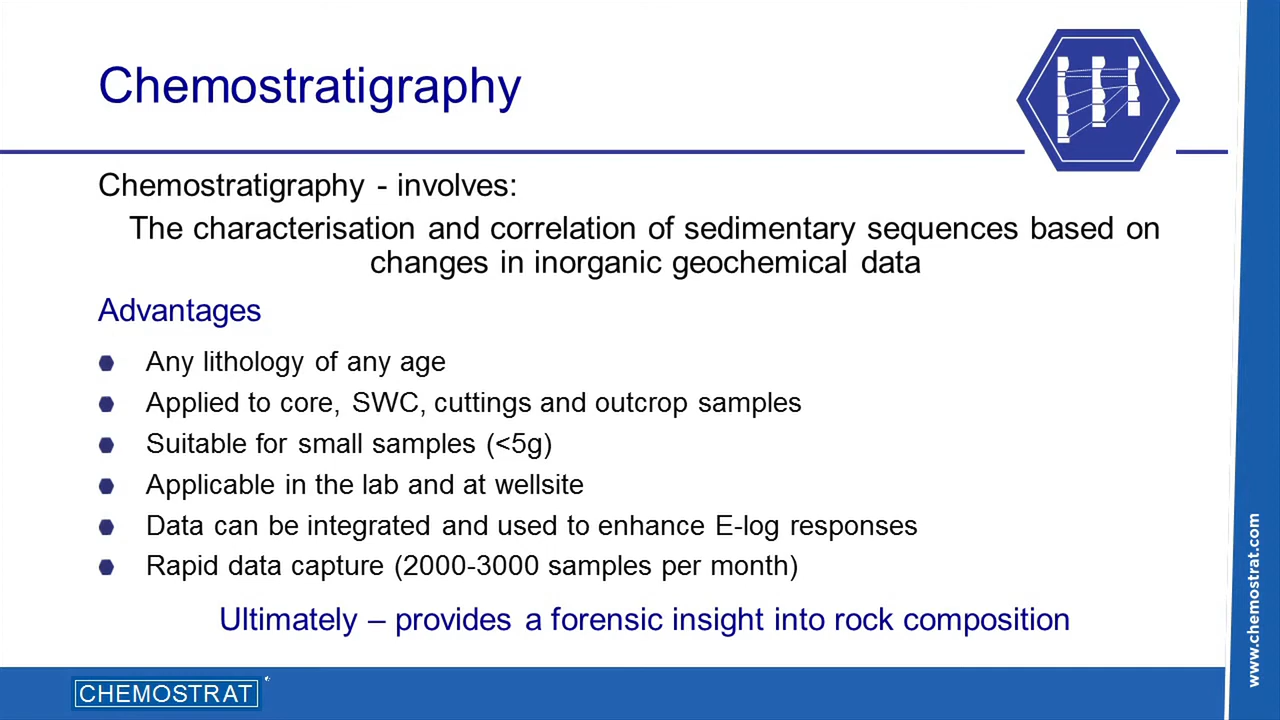 Chemostratigraphy
Chemostratigraphy - involves:
The characterisation and correlation of sedimentary sequences based on
changes in inorganic geochemical data
Advantages
Any lithology of any age
Applied to core, SWC, cuttings and outcrop samples
Suitable for small samples (<5g)
Applicable in the lab and at wellsite
Data can be integrated and used to enhance E-log responses
Rapid data capture (2000-3000 samples per month)
Ultimately – provides a forensic insight into rock composition
CHEMOSTRAT
www.chemostrat.com